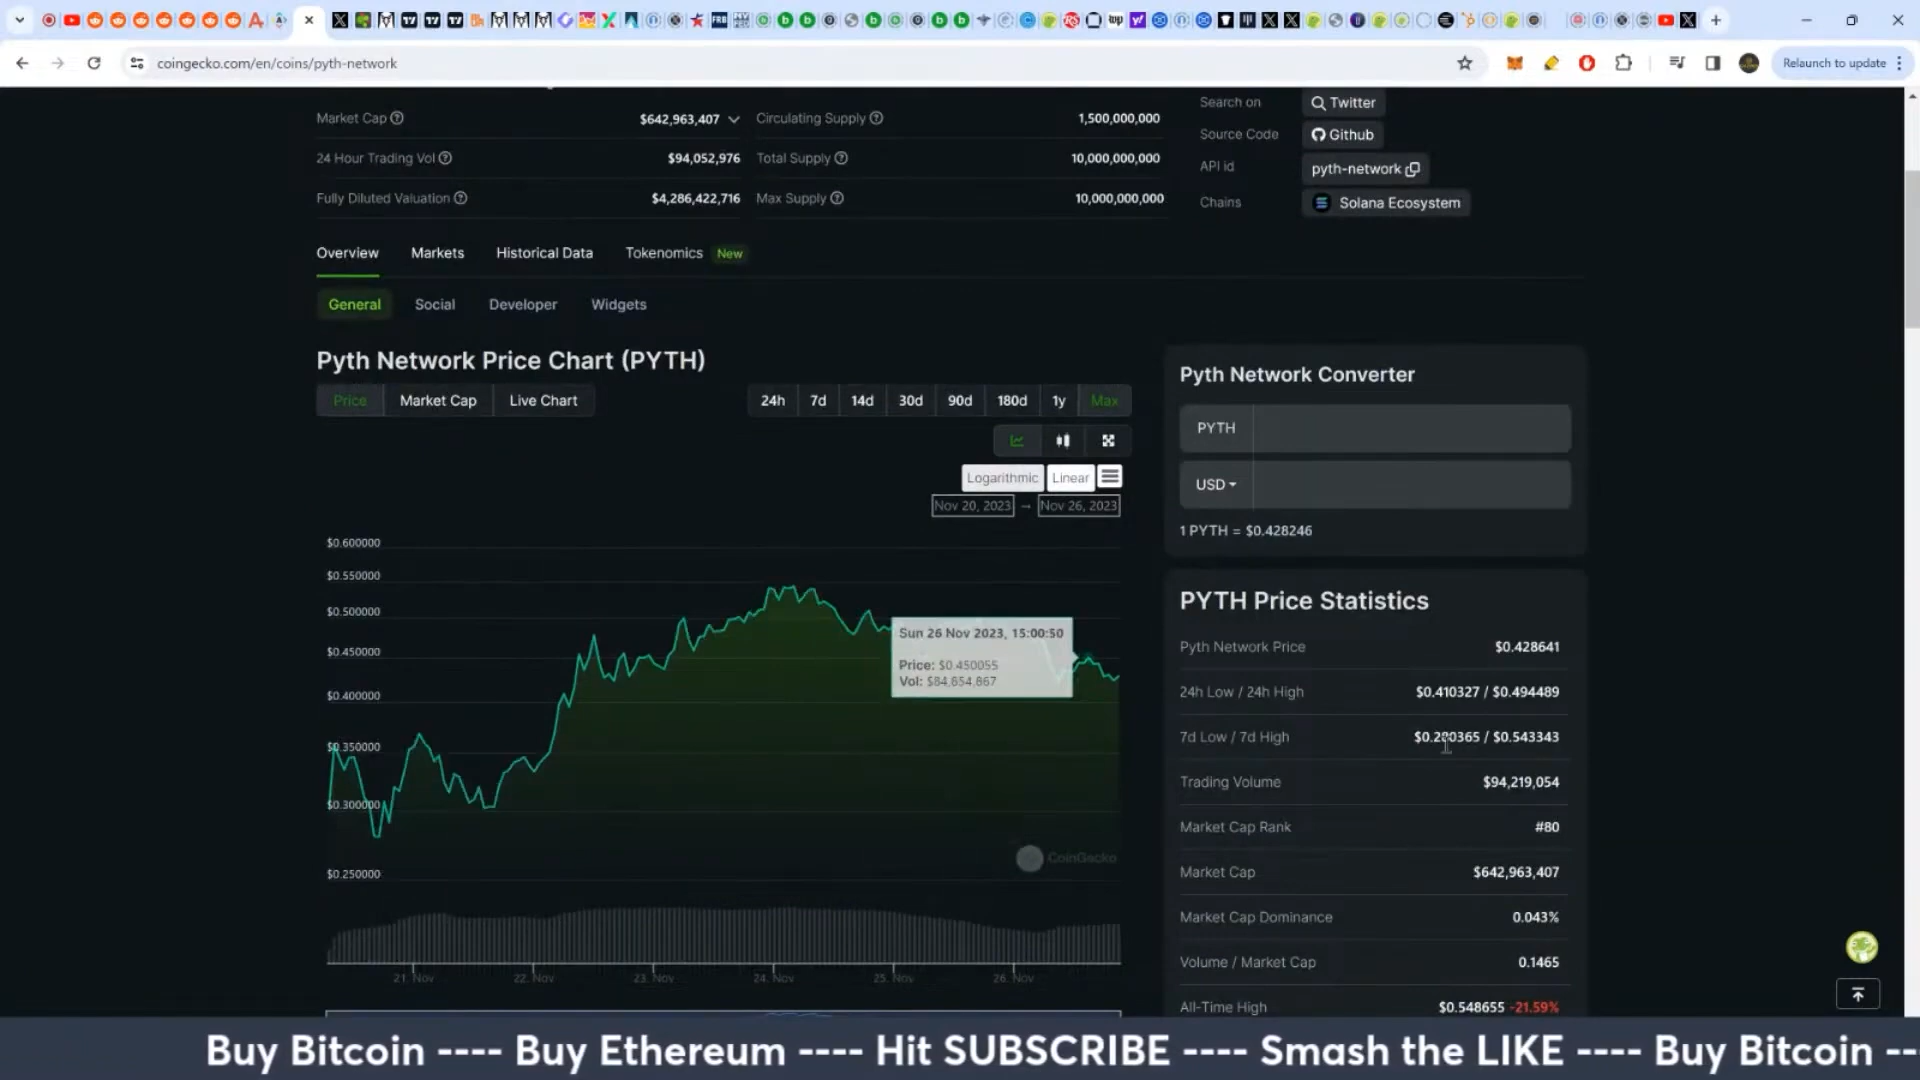 coingecko.com/en/coins/pyth-network
Relaunch to update
Market Cap $642,963,407
Circulating Supply 1,500,000,000
Search on Twitter
Source Code Github
24 Hour Trading Vol $94,052,976
Total Supply 10,000,000,000
API id pyth-network
Fully Diluted Valuation $4,286,422,716
Max Supply 10,000,000,000
Chains Solana Ecosystem
Overview Markets Historical Data Tokenomics New
General Social Developer Widgets
Pyth Network Price Chart (PYTH)
Price Market Cap Live Chart
24h 7d 14d 30d 90d 180d 1y Max
Logarithmic Linear
Nov 20, 2023 → Nov 26, 2023
$0.600000
$0.550000
$0.500000
$0.450000
$0.400000
$0.350000
$0.300000
$0.250000
Sun 26 Nov 2023, 15:00:50
Price: $0.450055
Vol: $84,654,867
CoinGecko
21. Nov 22. Nov 23. Nov 24. Nov 25. Nov 26. Nov
Pyth Network Converter
PYTH
USD
1 PYTH = $0.428246
PYTH Price Statistics
Pyth Network Price $0.428641
24h Low / 24h High $0.410327 / $0.494489
7d Low / 7d High / $0.543343
Trading Volume $94,219,054
Market Cap Rank #80
Market Cap $642,963,407
Market Cap Dominance 0.043%
Volume / Market Cap 0.1465
All-Time High $0.548655 -21.59%
Buy Bitcoin ---- Buy Ethereum ---- Hit SUBSCRIBE ---- Smash the LIKE ---- Buy Bitcoin --